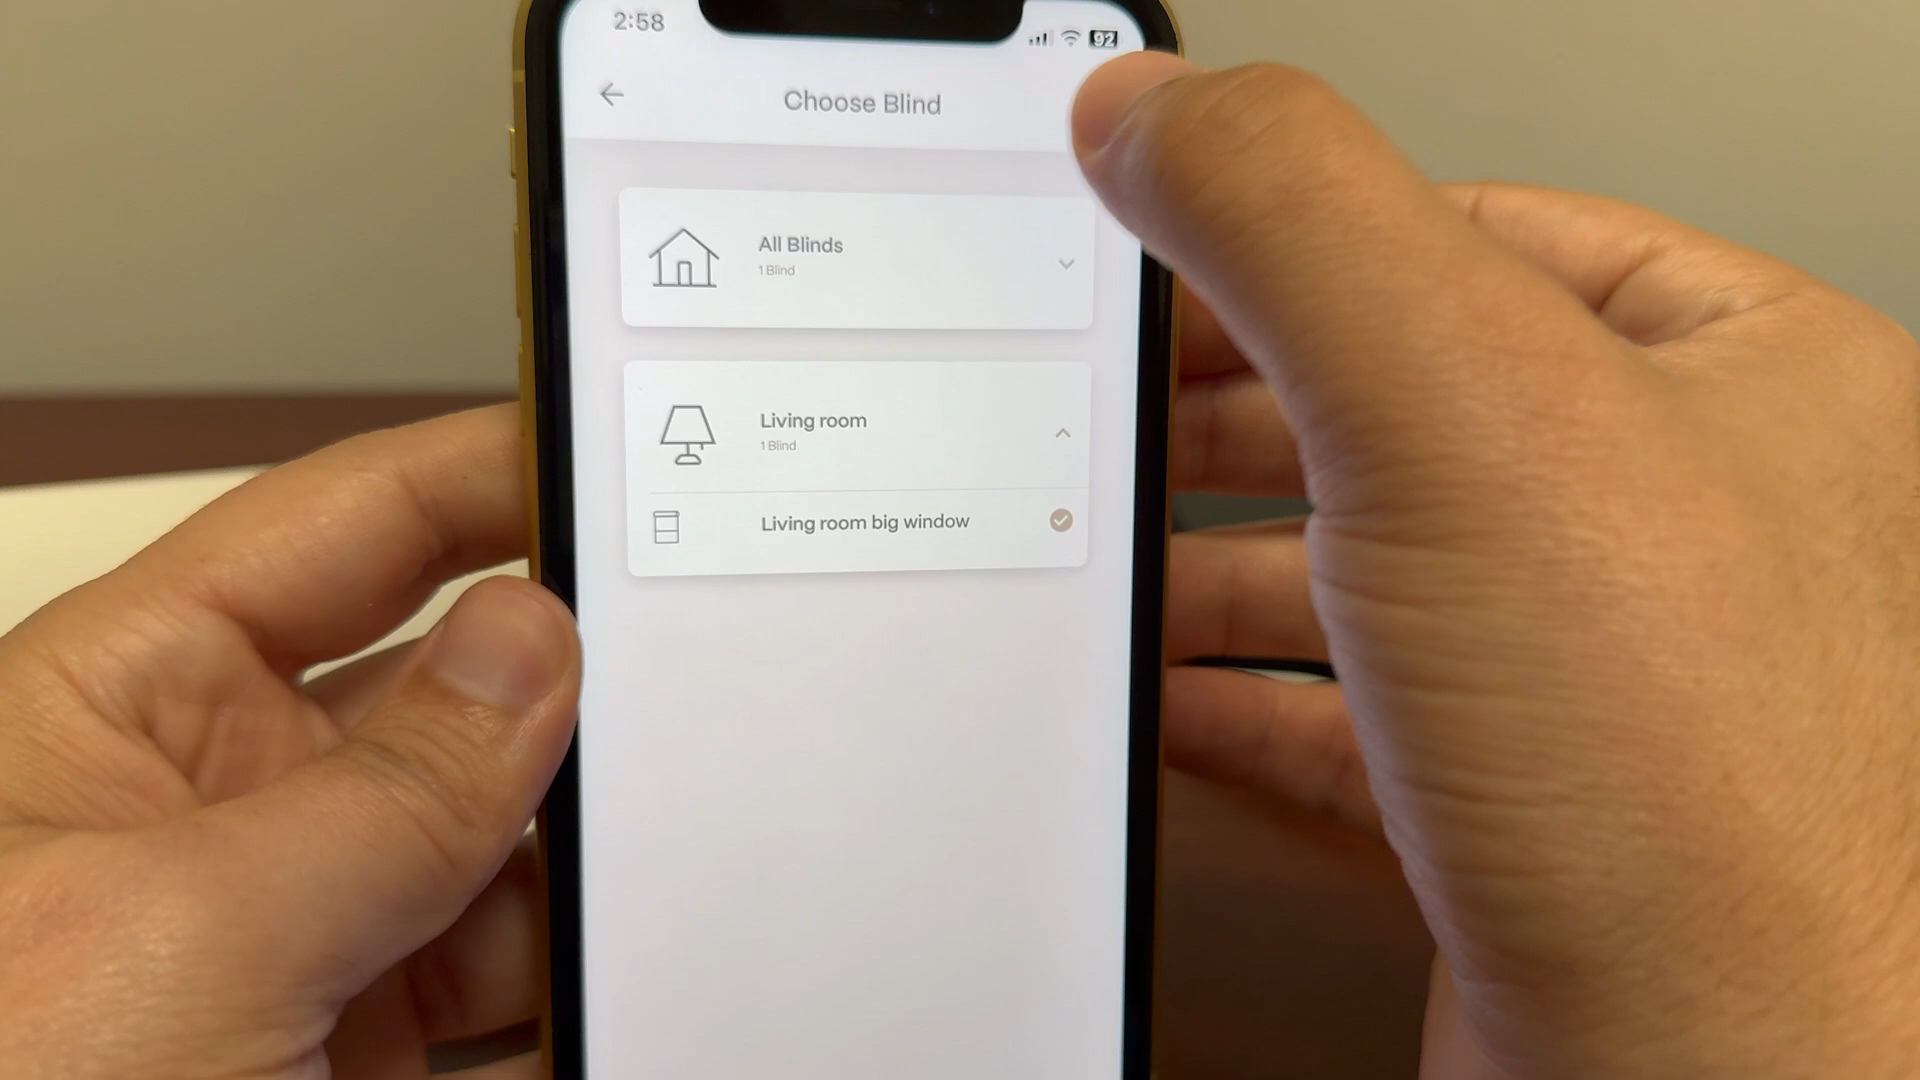 2:58
92
Choose Blind
All Blinds
1 Blind
Living room
1 Blind
Living room big window